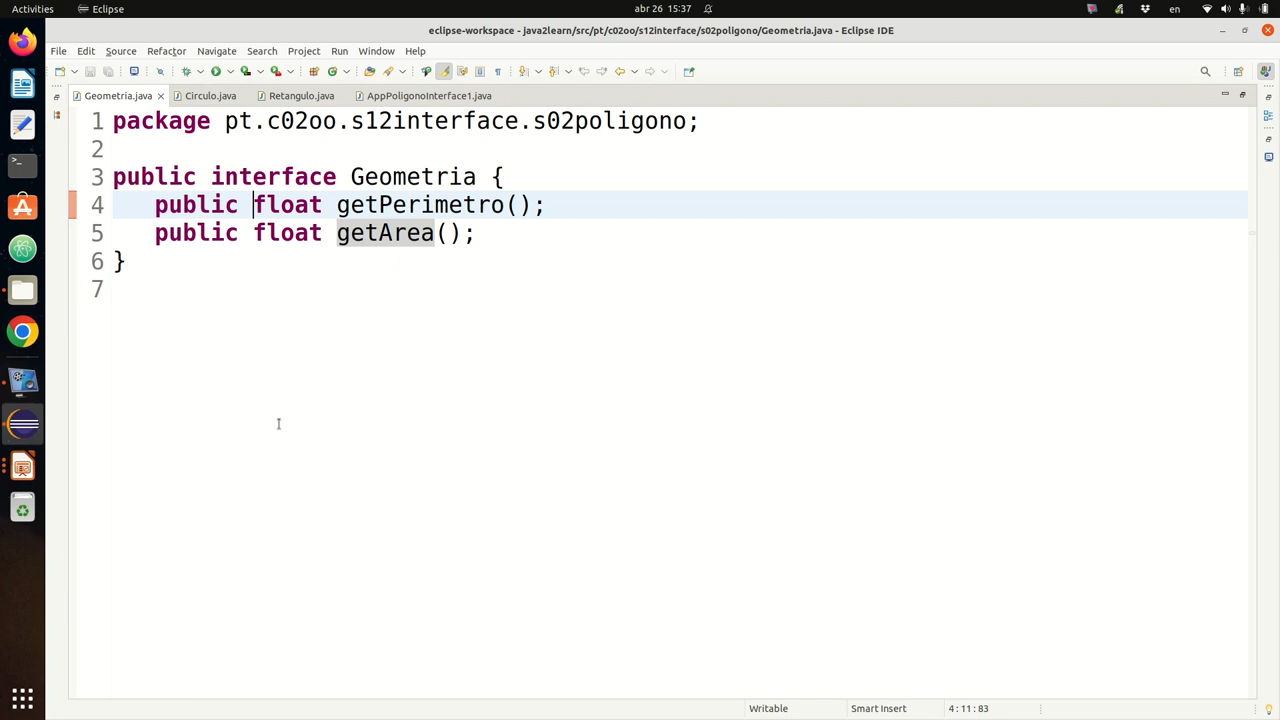 Activities Eclipse abr 26 15:37 en
eclipse-workspace - java2learn/src/pt/c02oo/s12interface/s02poligono/Geometria.java - Eclipse IDE
File Edit Source Refactor Navigate Search Project Run Window Help
Geometria.java Circulo.java Retangulo.java AppPoligonoInterface1.java
1 package pt.c02oo.s12interface.s02poligono;
2
3 public interface Geometria {
4 public float getPerimetro();
5 public float getArea();
6 }
7
Writable Smart Insert 4 : 11 : 83